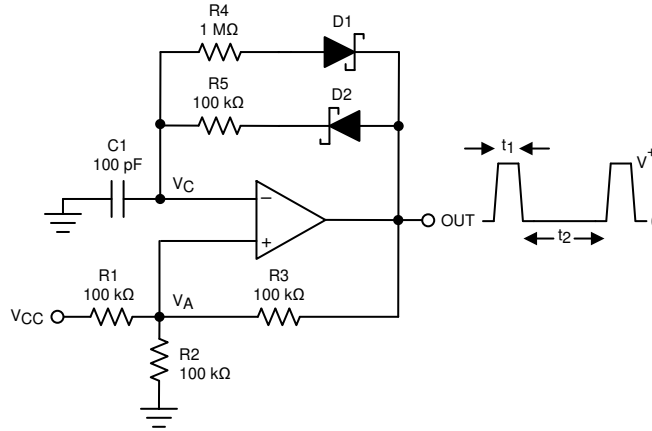 R4
1 MΩ
D1
R5
100 kΩ
D2
C1
100 pF
VC
−
+
OUT
t1
V+
t2
0
R1
100 kΩ
VA
R3
100 kΩ
VCC
R2
100 kΩ